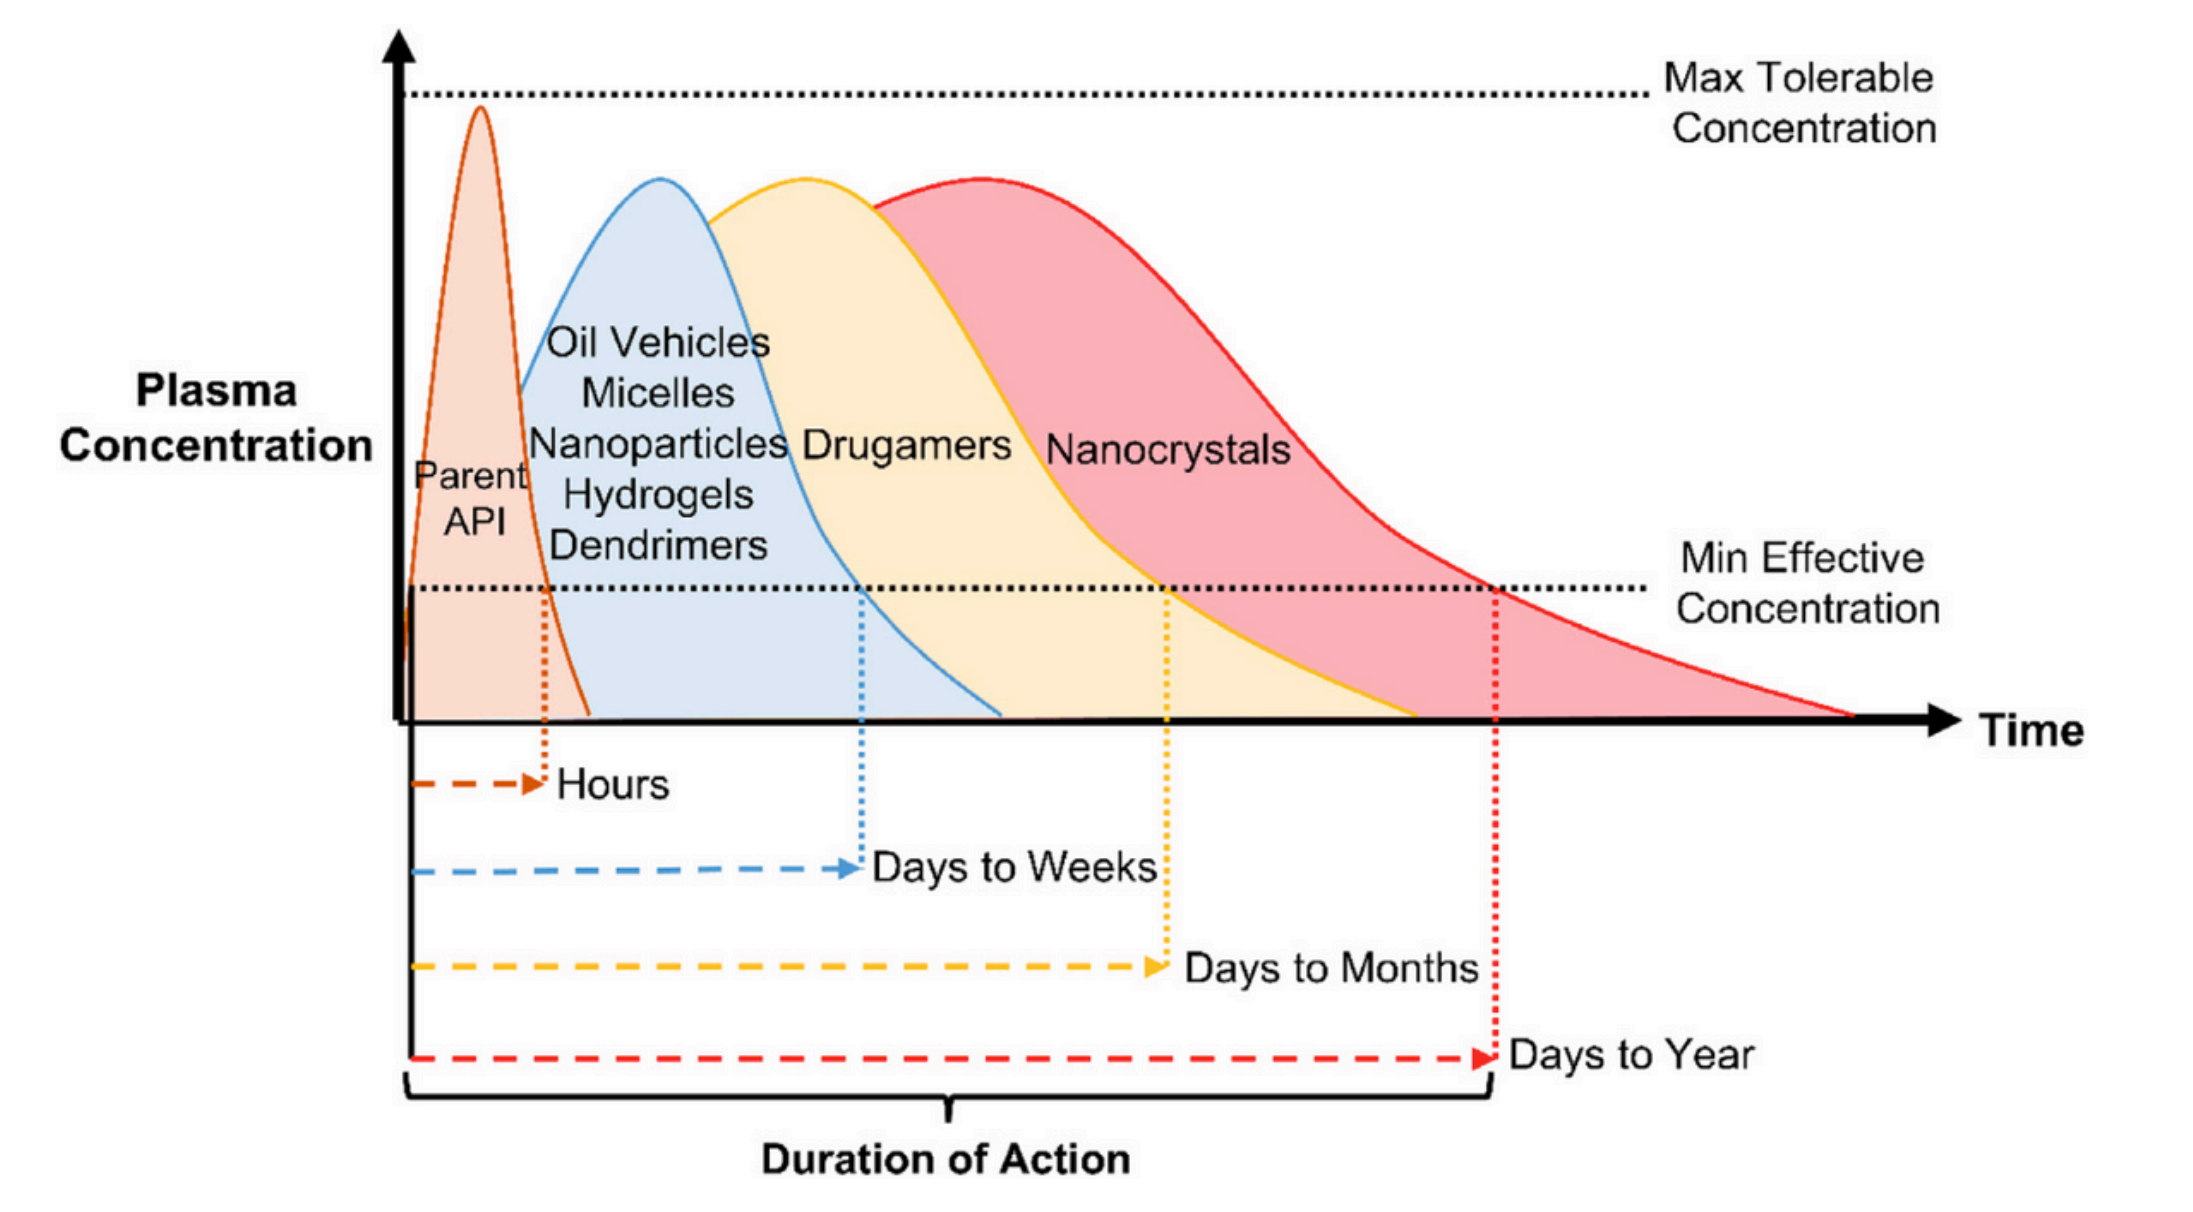 Max Tolerable
Concentration
Plasma
Concentration
Parent
API
Oil Vehicles
Micelles
Nanoparticles
Hydrogels
Dendrimers
Drugamers
Nanocrystals
Min Effective
Concentration
Time
Hours
Days to Weeks
Days to Months
Days to Year
Duration of Action